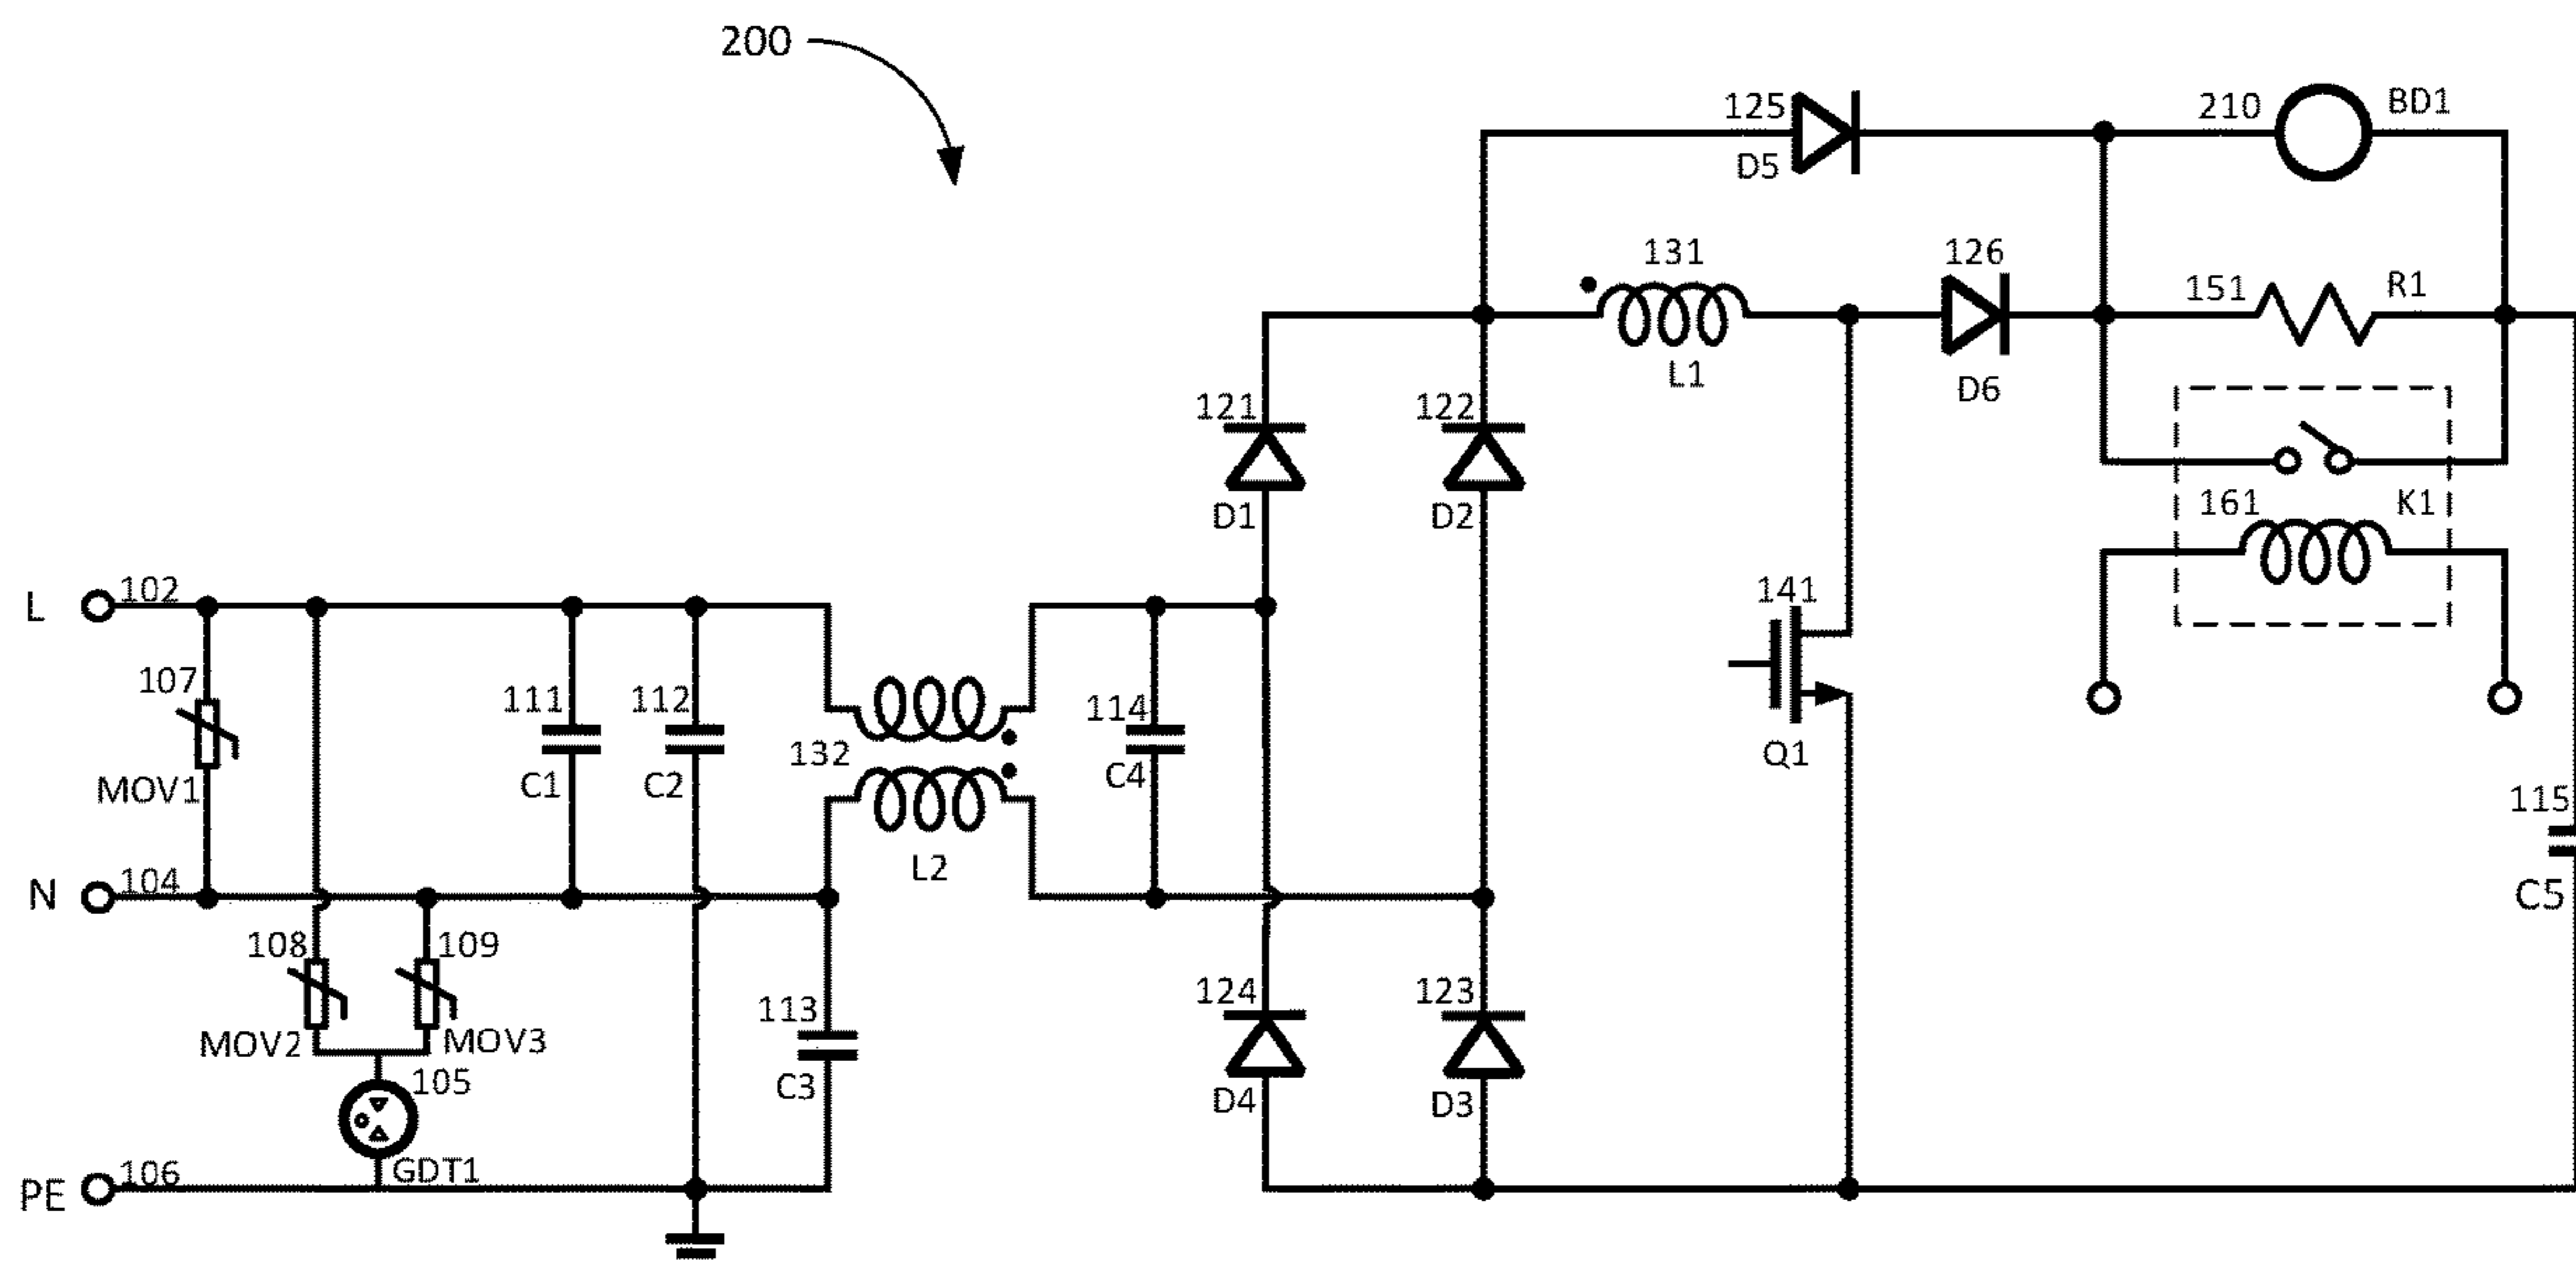 200
125
D5
210
BD1
131
L1
126
D6
151
R1
121
D1
122
D2
161
K1
L
102
107
MOV1
111
C1
112
C2
132
L2
114
C4
141
Q1
115
C5
N
104
108
MOV2
109
MOV3
105
GDT1
113
C3
124
D4
123
D3
PE
106